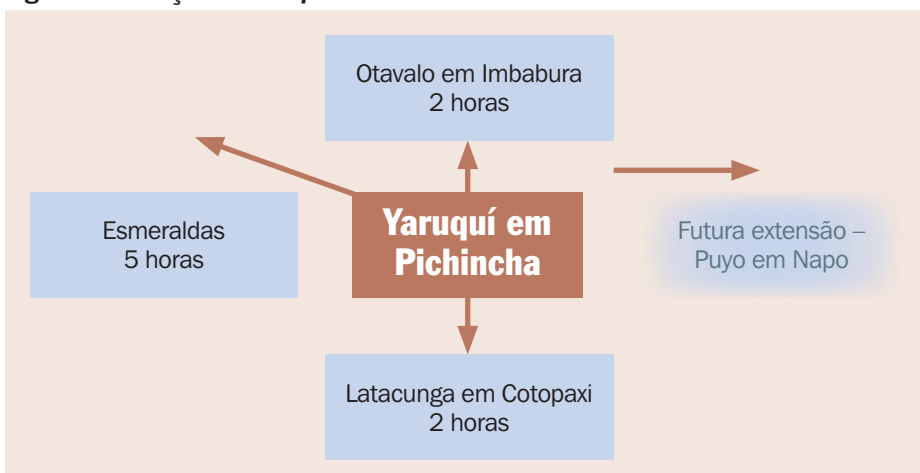 Otavalo em Imbabura
2 horas
Esmeraldas
5 horas
Yaruquí em
Pichincha
Futura extensão –
Puyo em Napo
Latacunga em Cotopaxi
2 horas